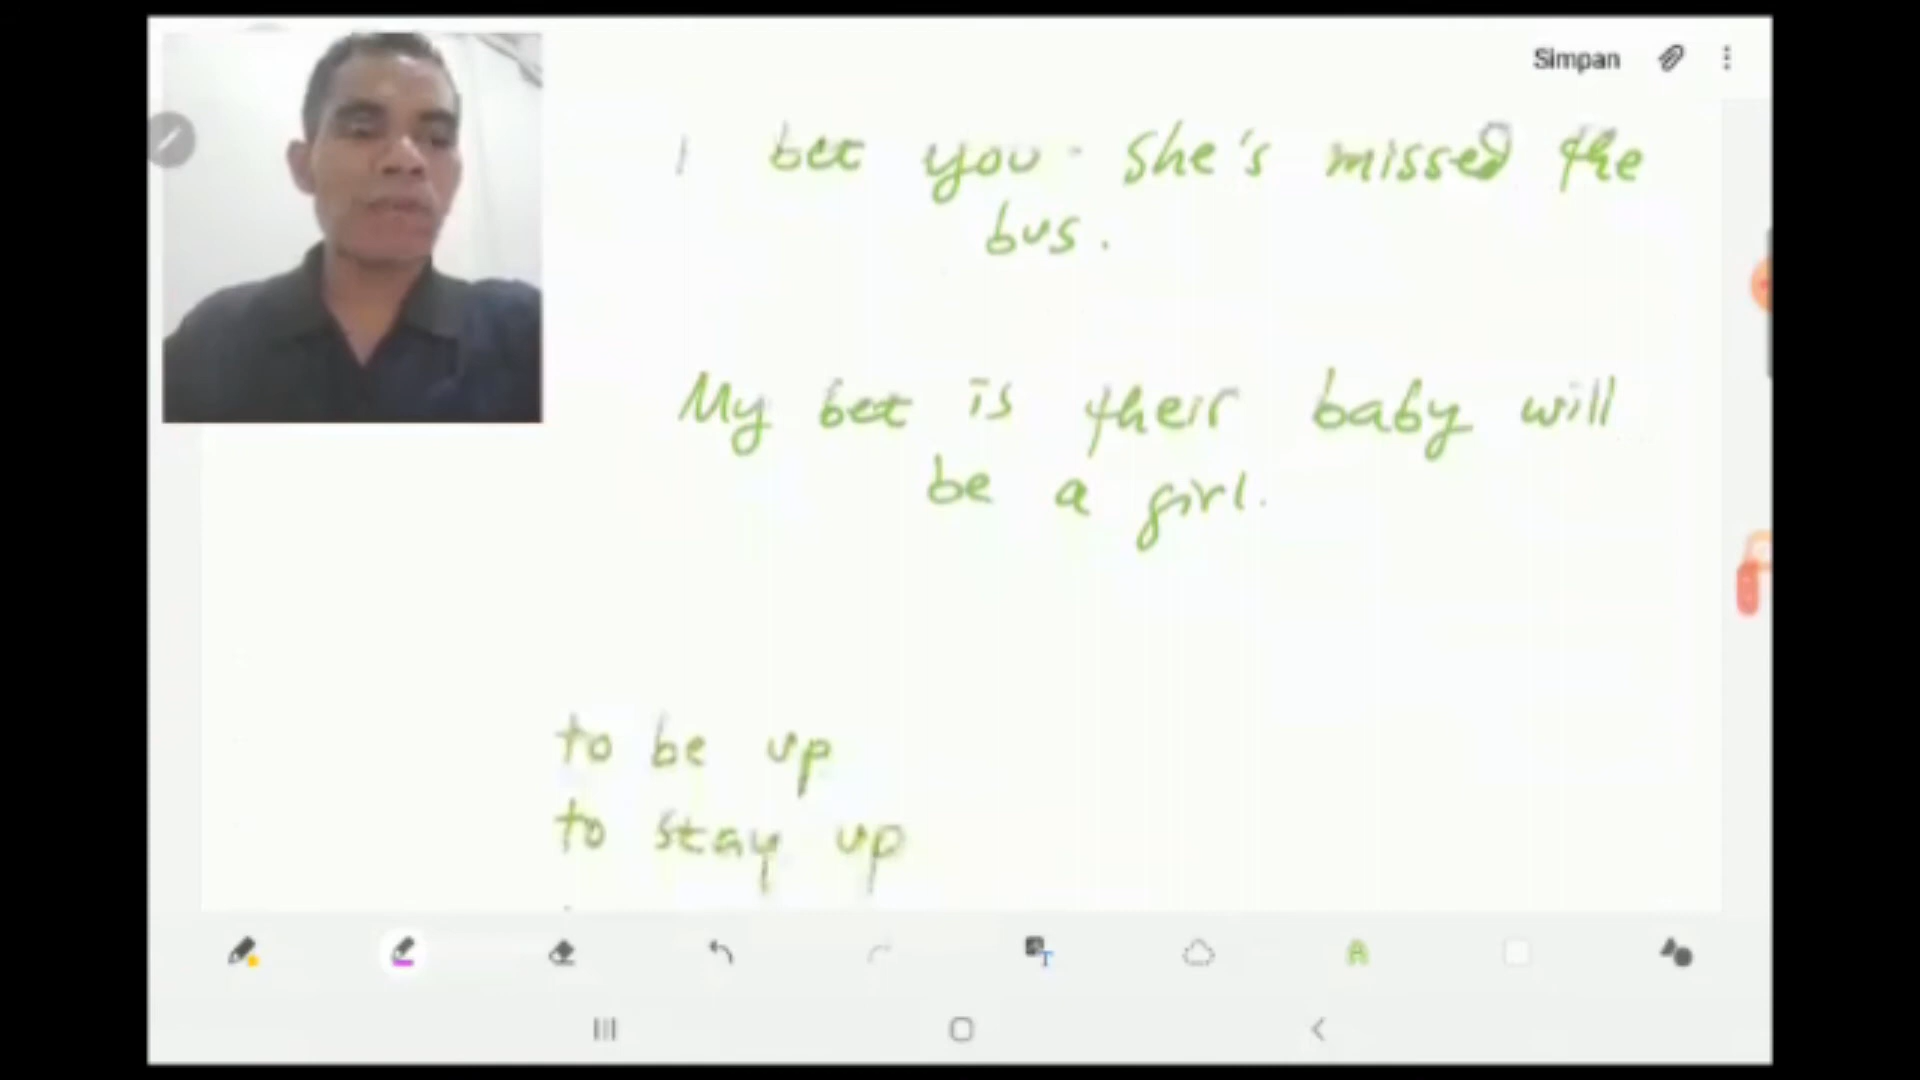 Simpan
I bet you she's missed the
bus.
My bet is their baby will
be a girl.
to be up
to stay up